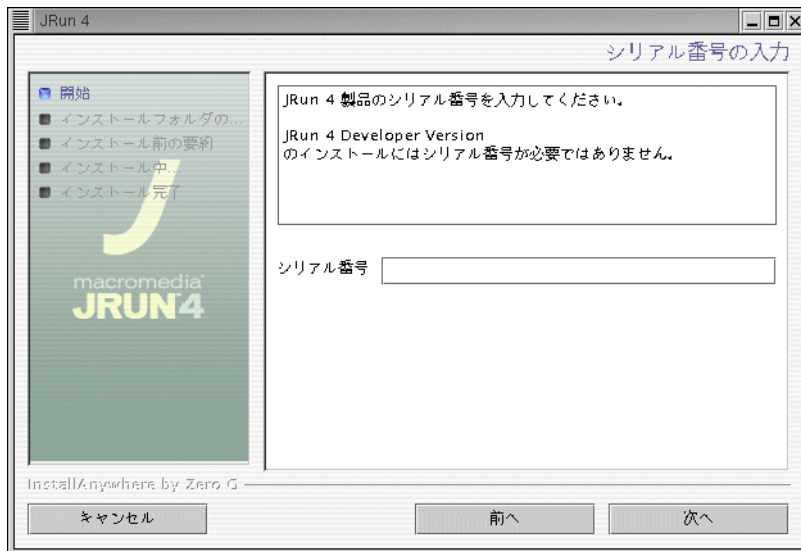 JRun 4
シリアル番号の入力
開始
インストールフォルダの...
インストール前の要約
インストール中...
インストール完了
macromedia
JRUN 4
JRun 4 製品のシリアル番号を入力してください。
JRun 4 Developer Version
のインストールにはシリアル番号が必要ではありません。
シリアル番号
InstallAnywhere by Zero G
キャンセル
前へ
次へ